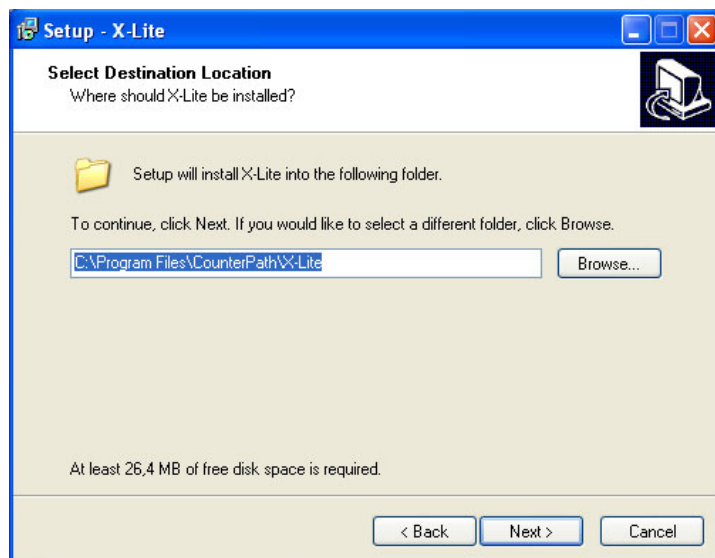 Setup - X-Lite
Select Destination Location
Where should X-Lite be installed?
Setup will install X-Lite into the following folder.
To continue, click Next. If you would like to select a different folder, click Browse.
C:\Program Files\CounterPath\X-Lite
Browse...
At least 26,4 MB of free disk space is required.
< Back
Next >
Cancel